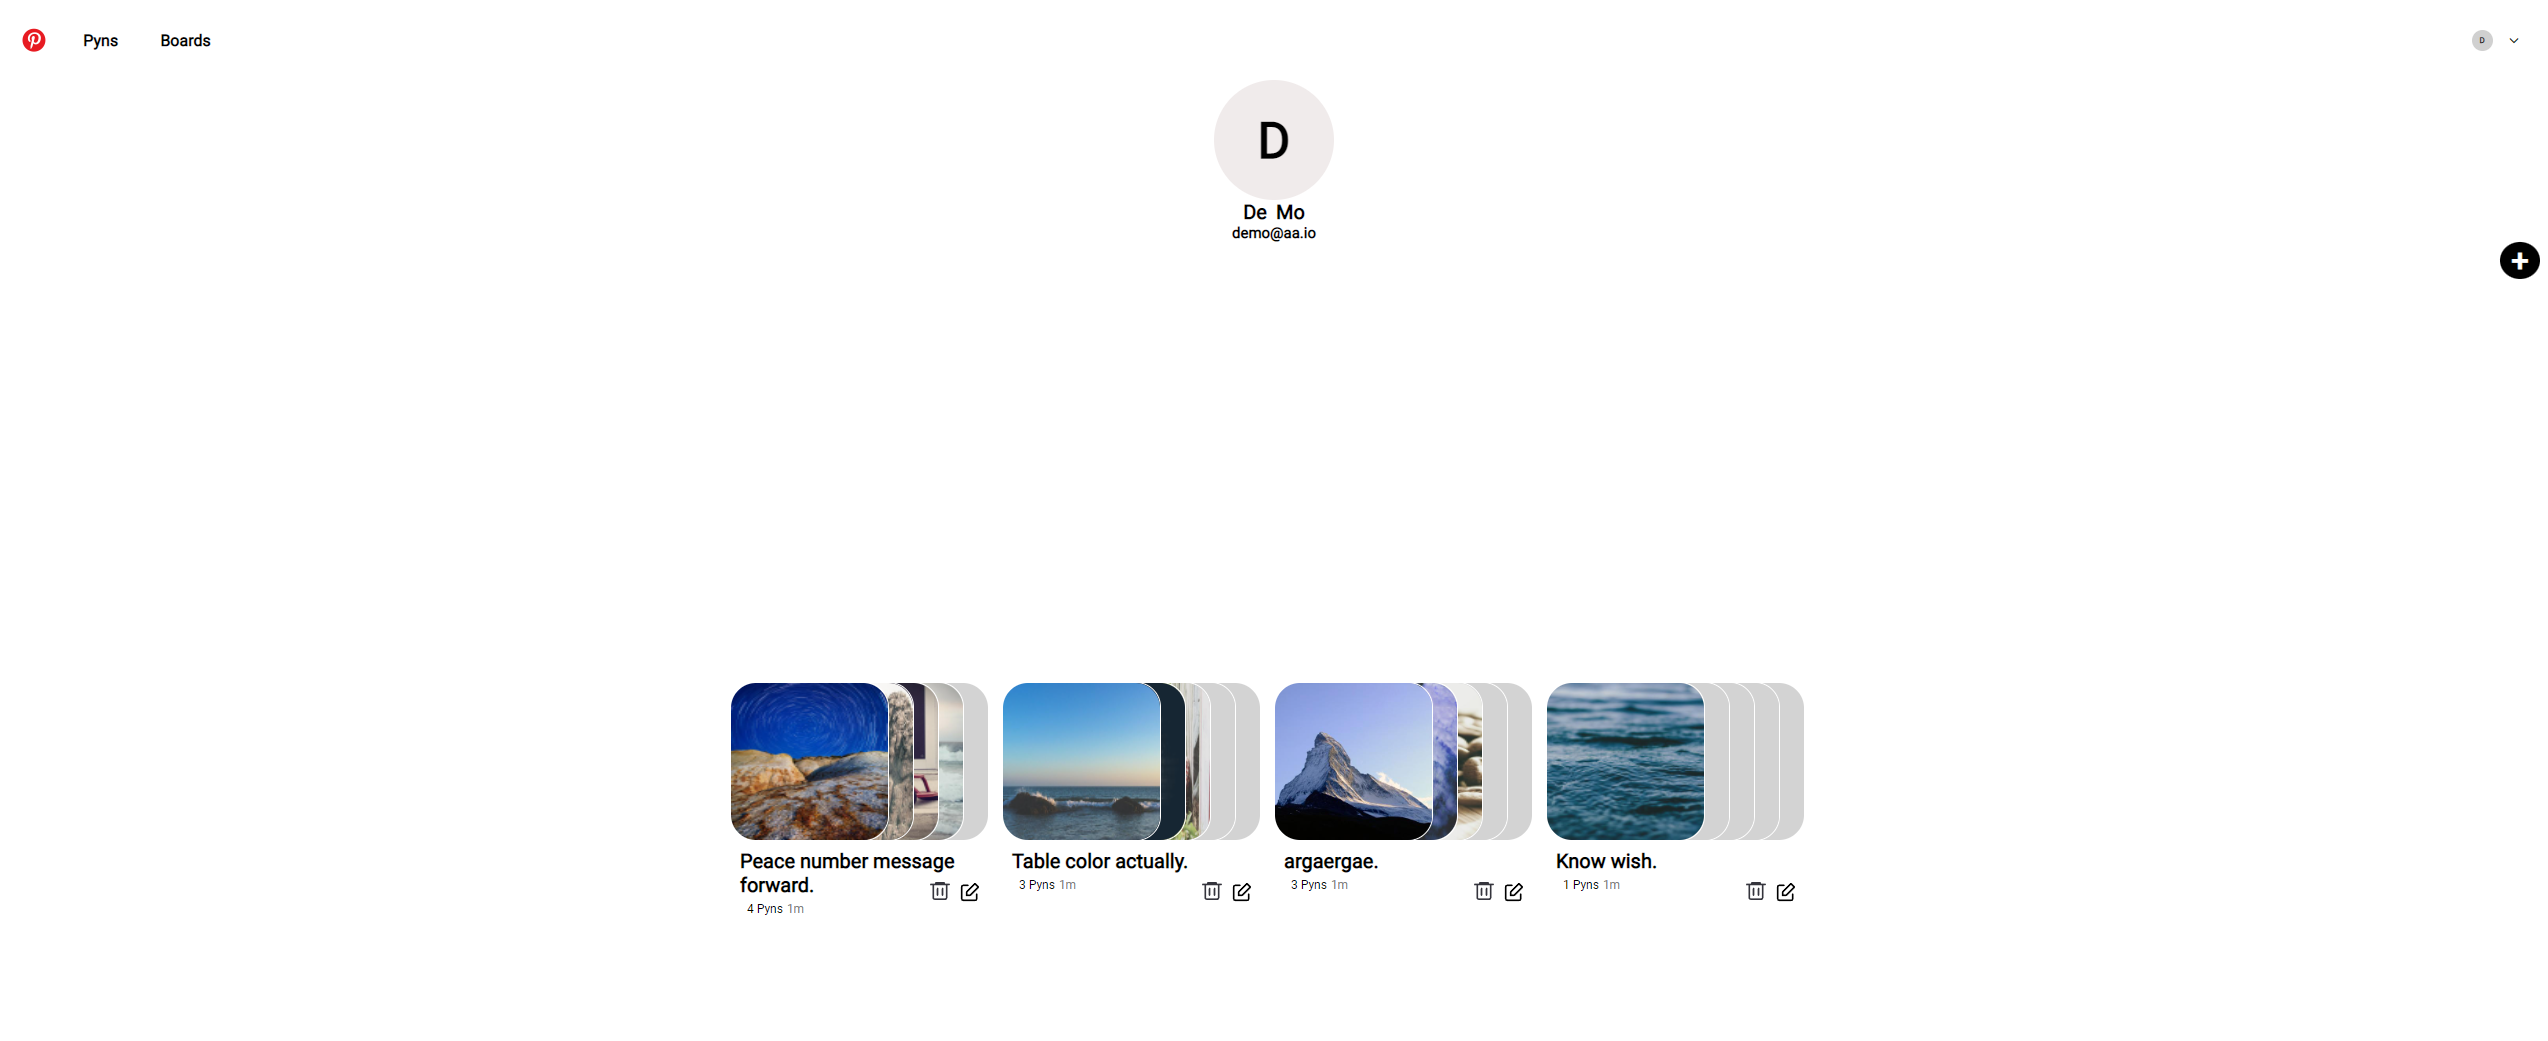 Pyns Boards D
D
De Mo
demo@aa.io
Peace number message
forward.
4 Pyns 1m
Table color actually.
3 Pyns 1m
argaergae.
3 Pyns 1m
Know wish.
1 Pyns 1m